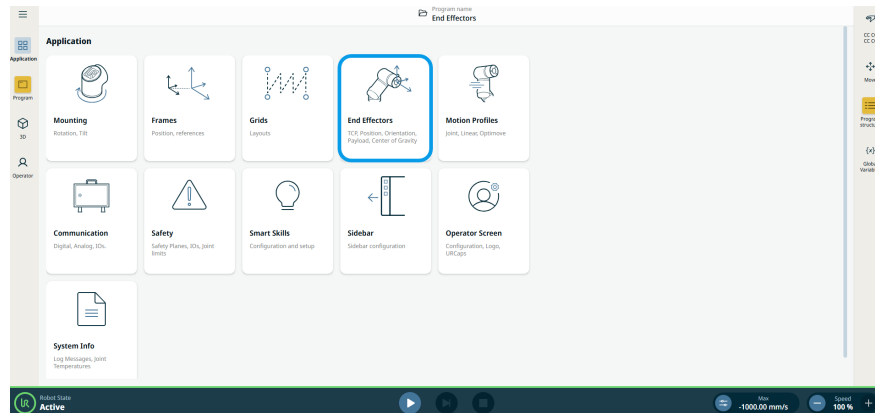 Program name
End Effectors
Application
Application
Program
3D
Operator
Mounting
Rotation, Tilt
Frames
Position, references
Grids
Layouts
End Effectors
TCP, Position, Orientation,
Payload, Center of Gravity
Motion Profiles
Joint, Linear, Optimove
Communication
Digital, Analog, IOs.
Safety
Safety Planes, IOs, Joint
limits
Smart Skills
Configuration and setup
Sidebar
Sidebar configuration
Operator Screen
Configuration, Logo,
URCaps
System Info
Log Messages, Joint
Temperatures
Move
{x}
Robot State
Active
Max
-1000.00 mm/s
Speed
100 %